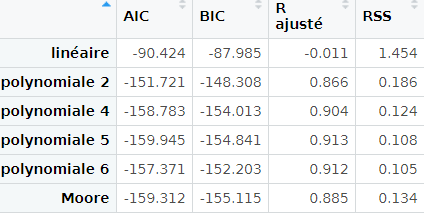 AIC BIC R ajusté RSS
linéaire -90.424 -87.985 -0.011 1.454
polynomiale 2 -151.721 -148.308 0.866 0.186
polynomiale 4 -158.783 -154.013 0.904 0.124
polynomiale 5 -159.945 -154.841 0.913 0.108
polynomiale 6 -157.371 -152.203 0.912 0.105
Moore -159.312 -155.115 0.885 0.134